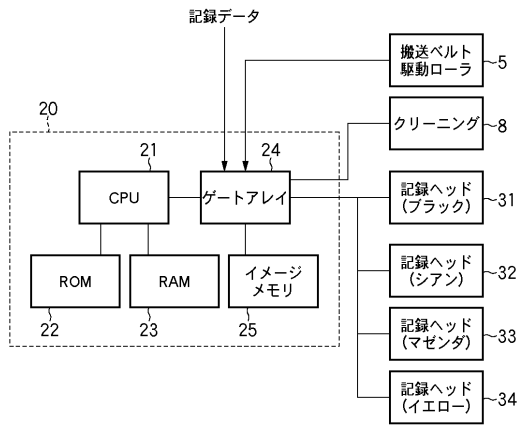 記録データ
搬送ベルト
駆動ローラ
5
クリーニング
8
20
21
CPU
24
ゲートアレイ
記録ヘッド
(ブラック)
31
ROM
22
RAM
23
イメージ
メモリ
25
記録ヘッド
(シアン)
32
記録ヘッド
(マゼンダ)
33
記録ヘッド
(イエロー)
34